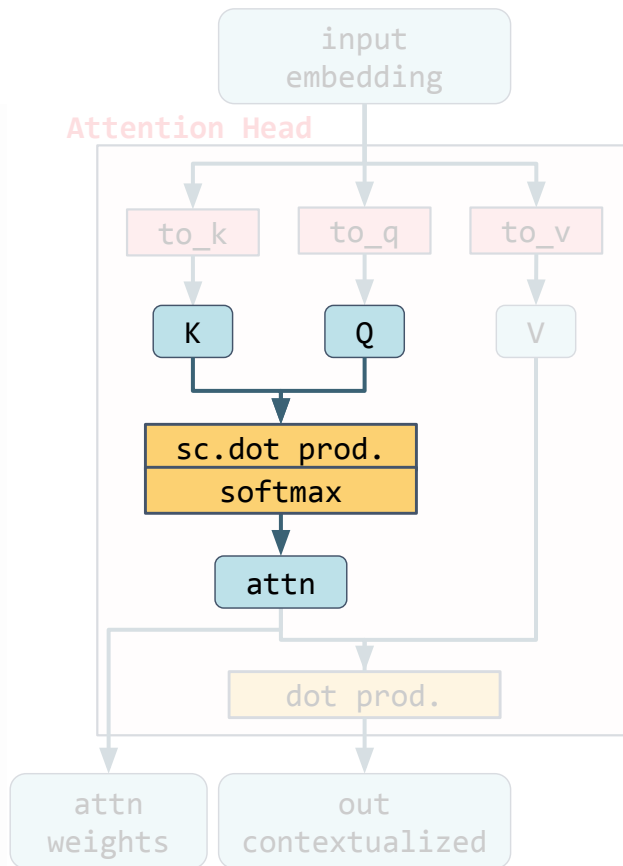 input
embedding
Attention Head
to_k
to_q
to_v
K
Q
V
sc.dot prod.
softmax
attn
dot prod.
attn
weights
out
contextualized